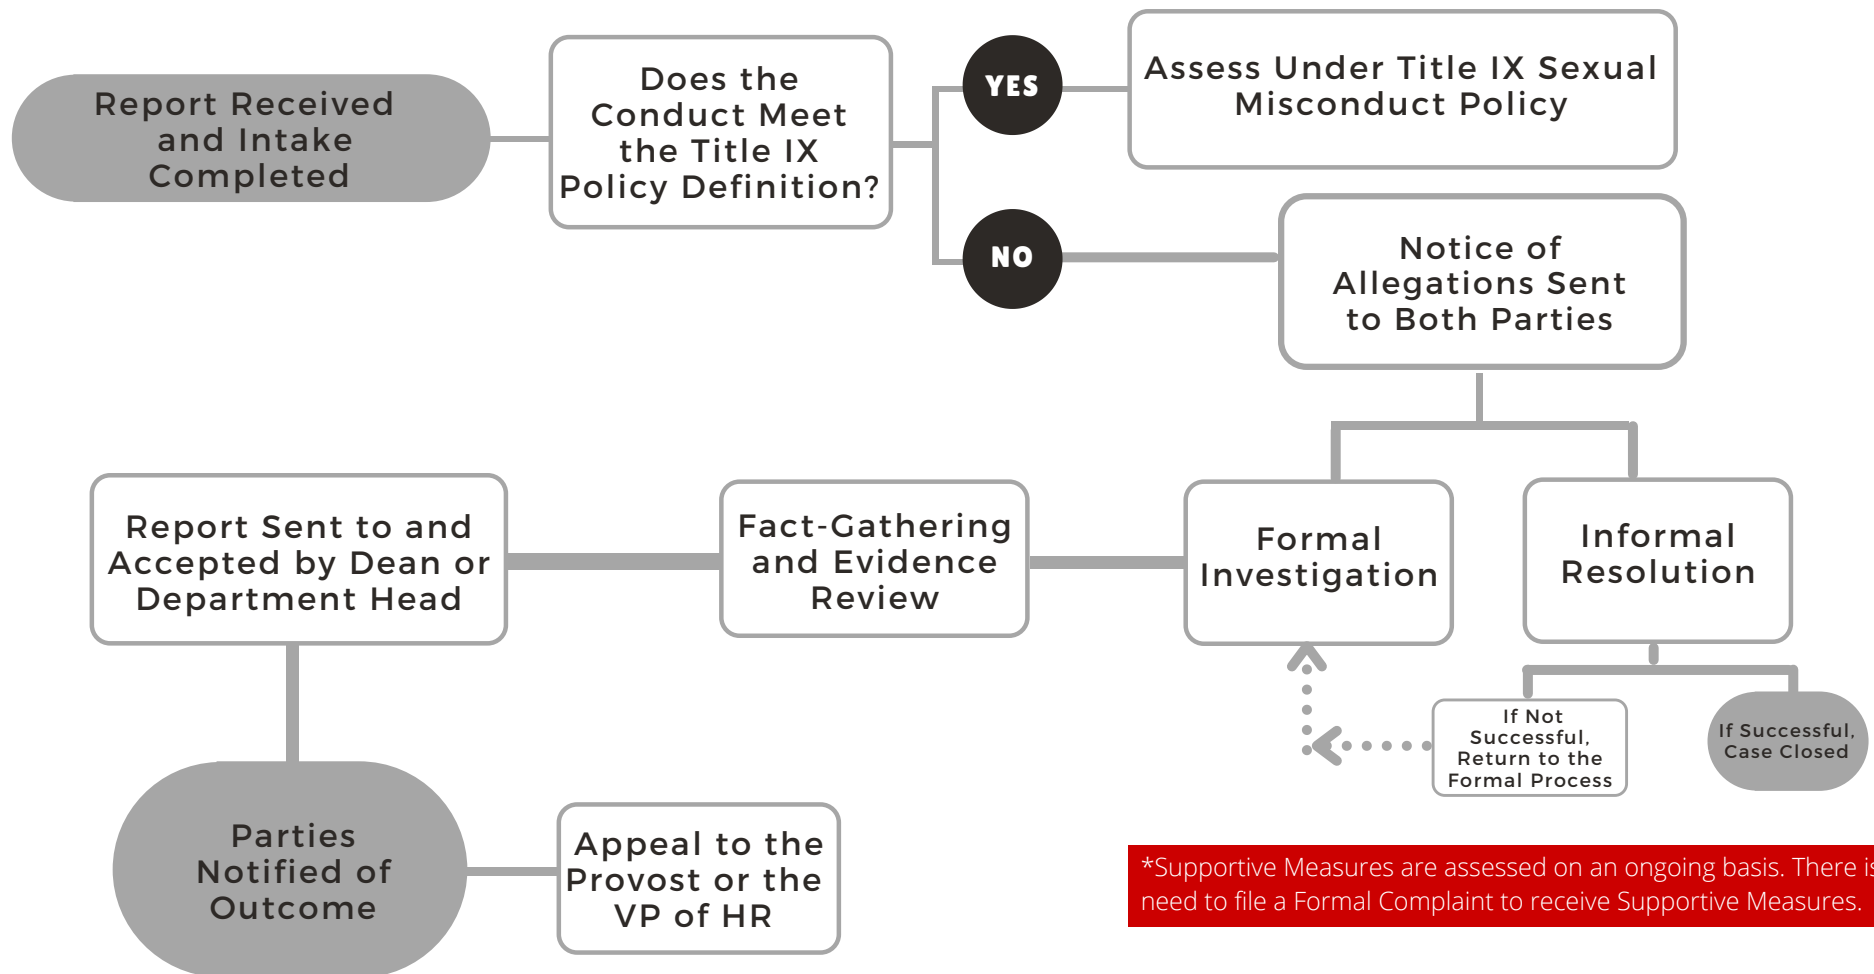 Report Received
and Intake
Completed
Does the
Conduct Meet
the Title IX
Policy Definition?
YES
Assess Under Title IX Sexual
Misconduct Policy
NO
Notice of
Allegations Sent
to Both Parties
Formal
Investigation
Informal
Resolution
Fact-Gathering
and Evidence
Review
Report Sent to and
Accepted by Dean or
Department Head
If Not
Successful,
Return to the
Formal Process
If Successful,
Case Closed
Parties
Notified of
Outcome
Appeal to the
Provost or the
VP of HR
*Supportive Measures are assessed on an ongoing basis. There is
need to file a Formal Complaint to receive Supportive Measures.